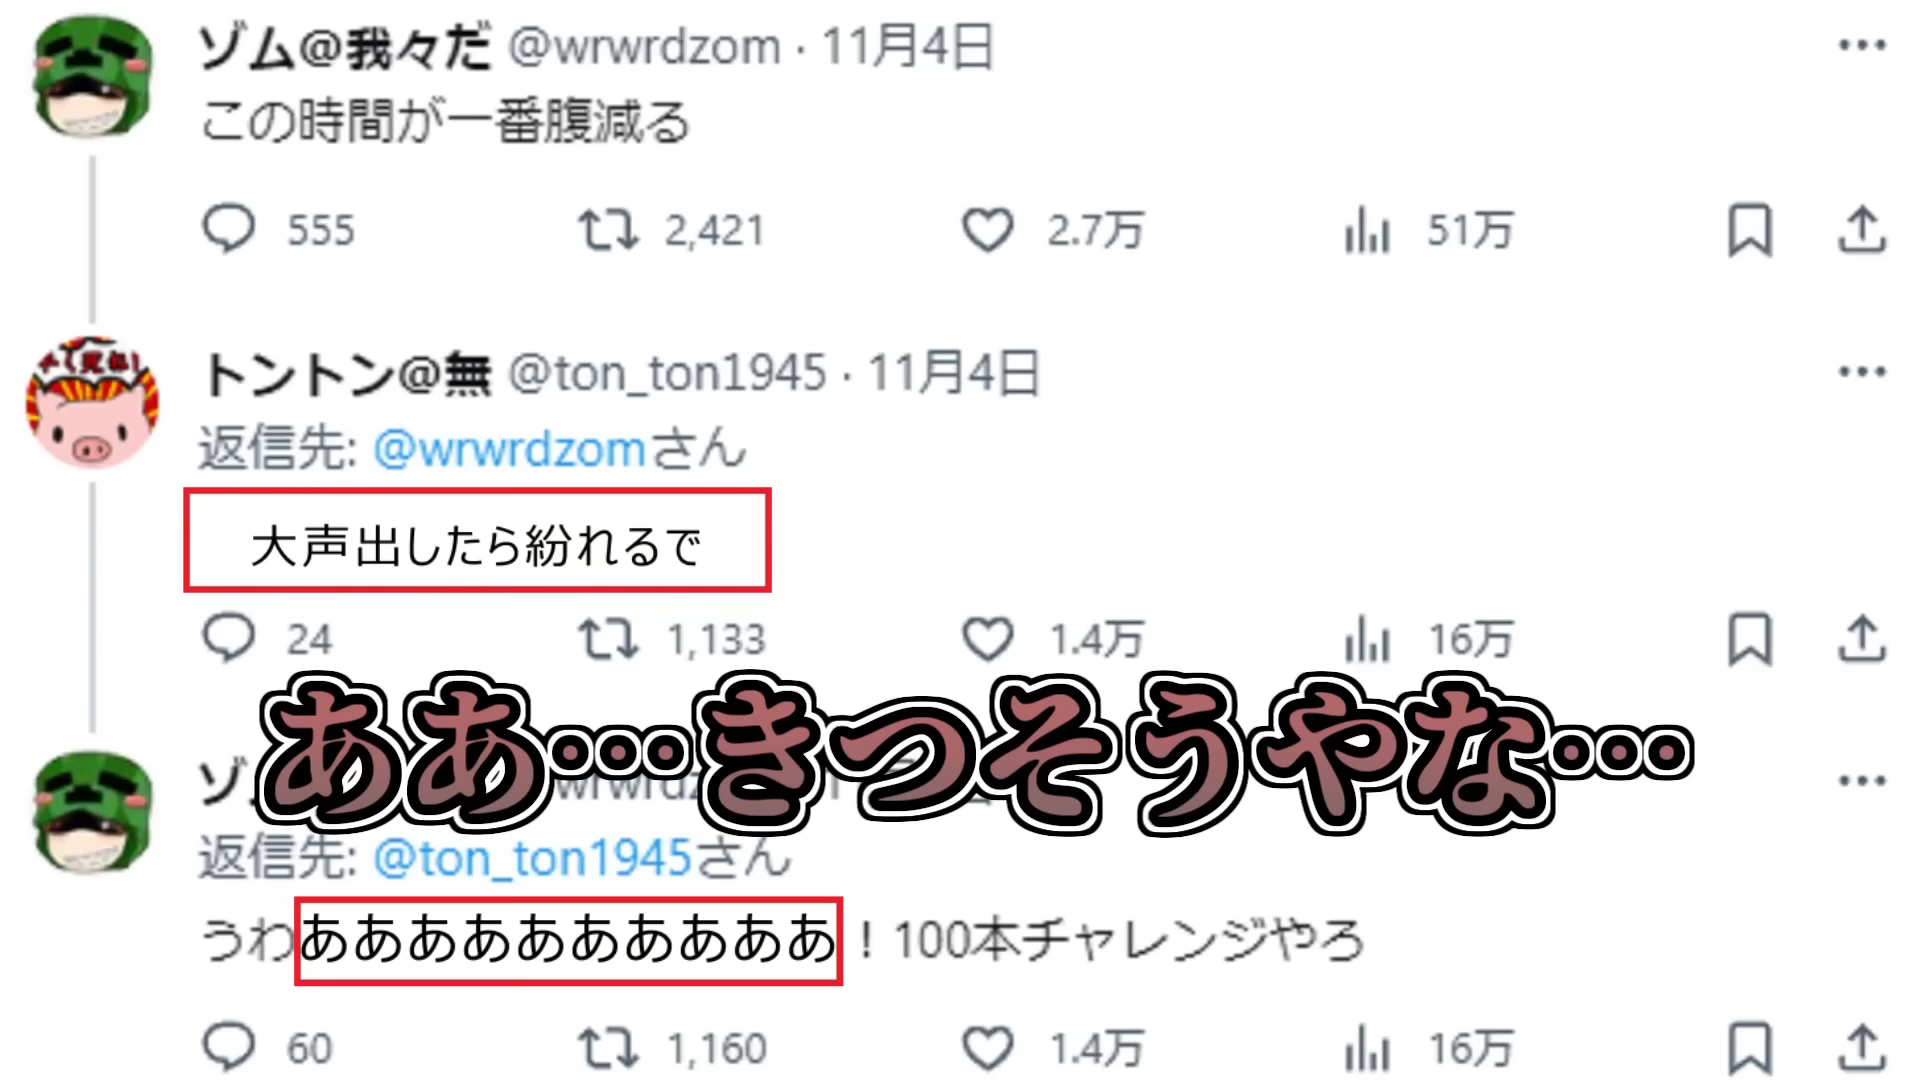 ゾム@我々だ @wrwrdzom · 11月4日
この時間が一番腹減る
555 2,421 2.7万 51万
トントン@無 @ton_ton1945 · 11月4日
返信先: @wrwrdzomさん
大声出したら紛れるで
24 1,133 1.4万 16万
ああ…きつそうやな…
返信先: @ton_ton1945さん
うわああああああああああ！100本チャレンジやろ
60 1,160 1.4万 16万